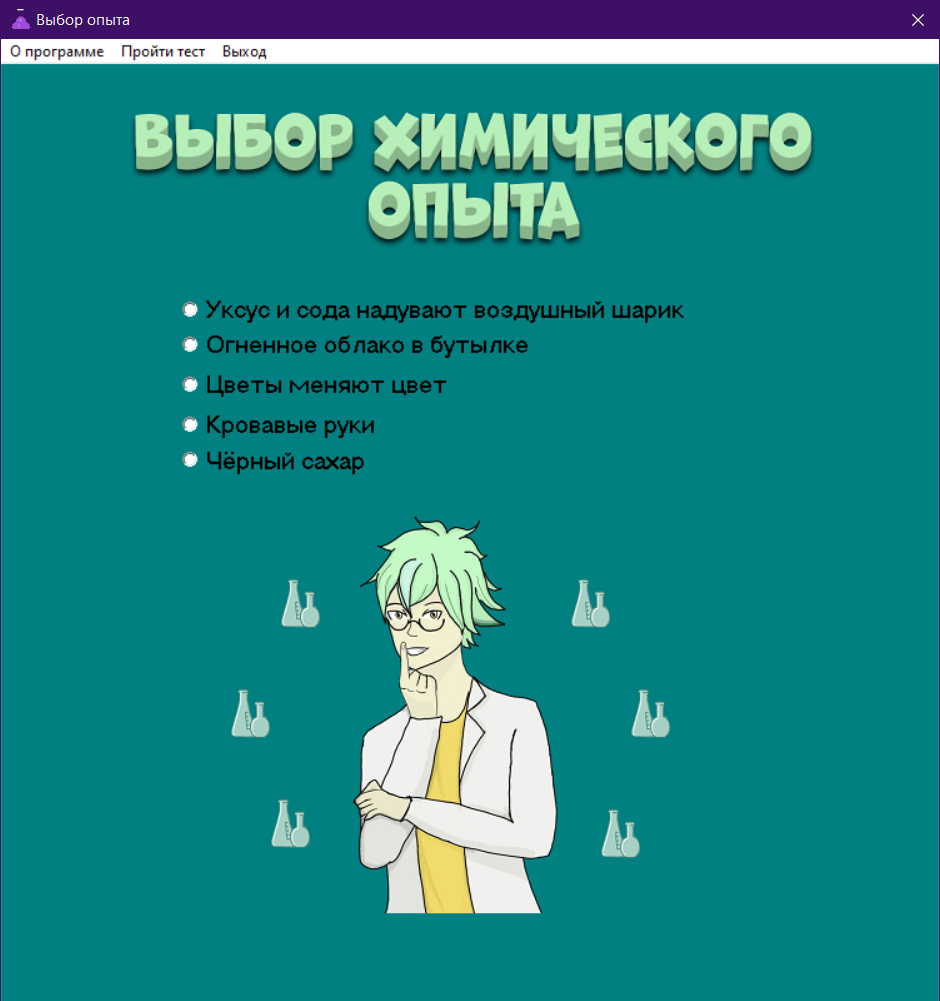 Выбор опыта
О программе Пройти тест Выход
ВЫБОР ХИМИЧЕСКОГО
ОПЫТА
Уксус и сода надувают воздушный шарик
Огненное облако в бутылке
Цветы меняют цвет
Кровавые руки
Чёрный сахар